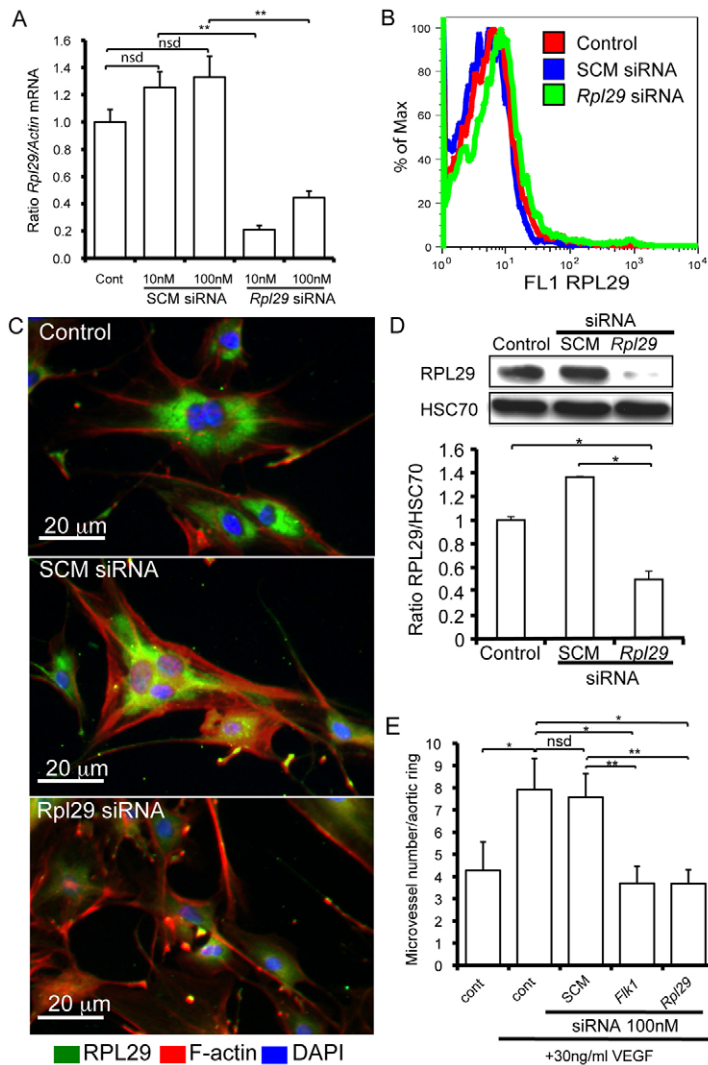 A
Ratio Rpl29/Actin mRNA
1.6
1.4
1.2
1.0
0.8
0.6
0.4
0.2
0
**
**
nsd
nsd
Cont 10nM 100nM 10nM 100nM
SCM siRNA Rpl29 siRNA
B
Control
SCM siRNA
Rpl29 siRNA
% of Max
100
80
60
40
20
0
10⁰ 10¹ 10² 10³ 10⁴
FL1 RPL29
C
Control
20 µm
SCM siRNA
20 µm
Rpl29 siRNA
20 µm
RPL29 F-actin DAPI
D
siRNA
Control SCM Rpl29
RPL29
HSC70
Ratio RPL29/HSC70
1.6
1.4
1.2
1
0.8
0.6
0.4
0.2
0
*
*
Control SCM Rpl29
siRNA
E
Microvessel number/aortic ring
10
9
8
7
6
5
4
3
2
1
0
*
*
* nsd
**
**
cont cont SCM Flk1 Rpl29
siRNA 100nM
+30ng/ml VEGF